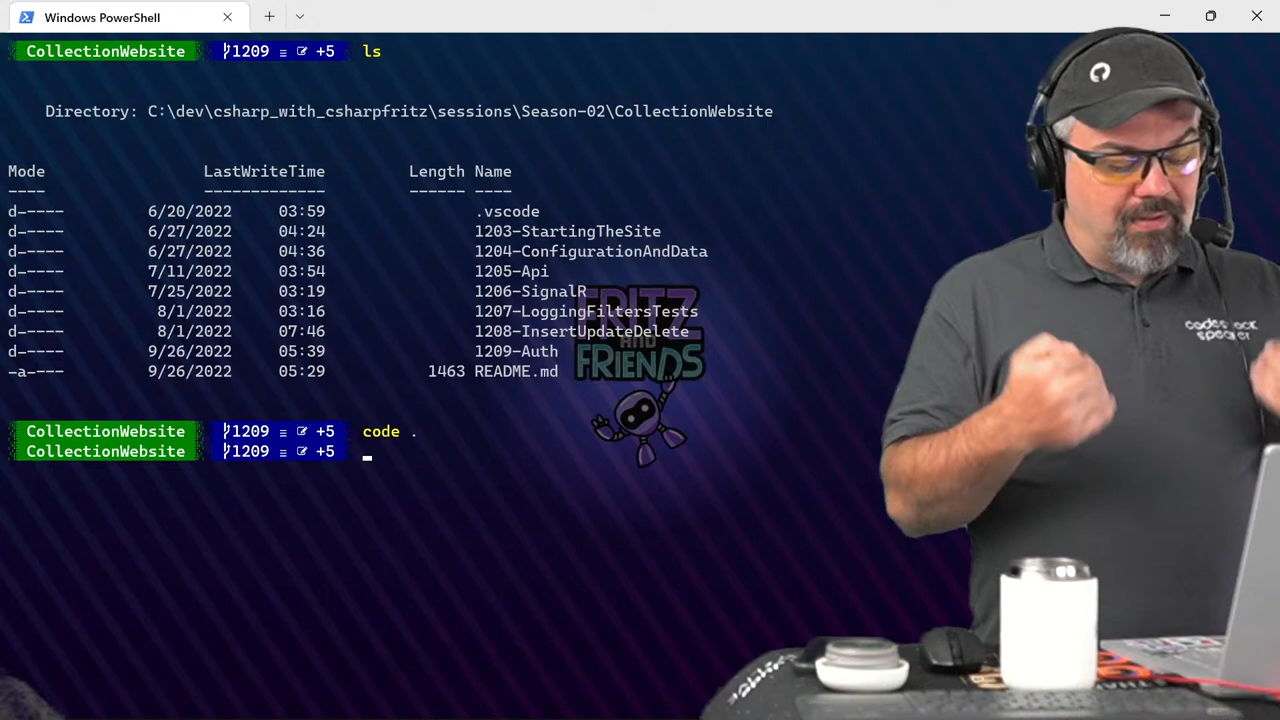 Windows PowerShell
CollectionWebsite 1209 ≡ +5 ls
Directory: C:\dev\csharp_with_csharpfritz\sessions\Season-02\CollectionWebsite
Mode LastWriteTime Length Name
---- ------------- ------ ----
d----- 6/20/2022 03:59 .vscode
d----- 6/27/2022 04:24 1203-StartingTheSite
d----- 6/27/2022 04:36 1204-ConfigurationAndData
d----- 7/11/2022 03:54 1205-Api
d----- 7/25/2022 03:19 1206-SignalR
d----- 8/1/2022 03:16 1207-LoggingFiltersTests
d----- 8/1/2022 07:46 1208-InsertUpdateDelete
d----- 9/26/2022 05:39 1209-Auth
-a---- 9/26/2022 05:29 1463 README.md
CollectionWebsite 1209 ≡ +5 code .
CollectionWebsite 1209 ≡ +5
FRITZ
AND
FRIENDS
speaker